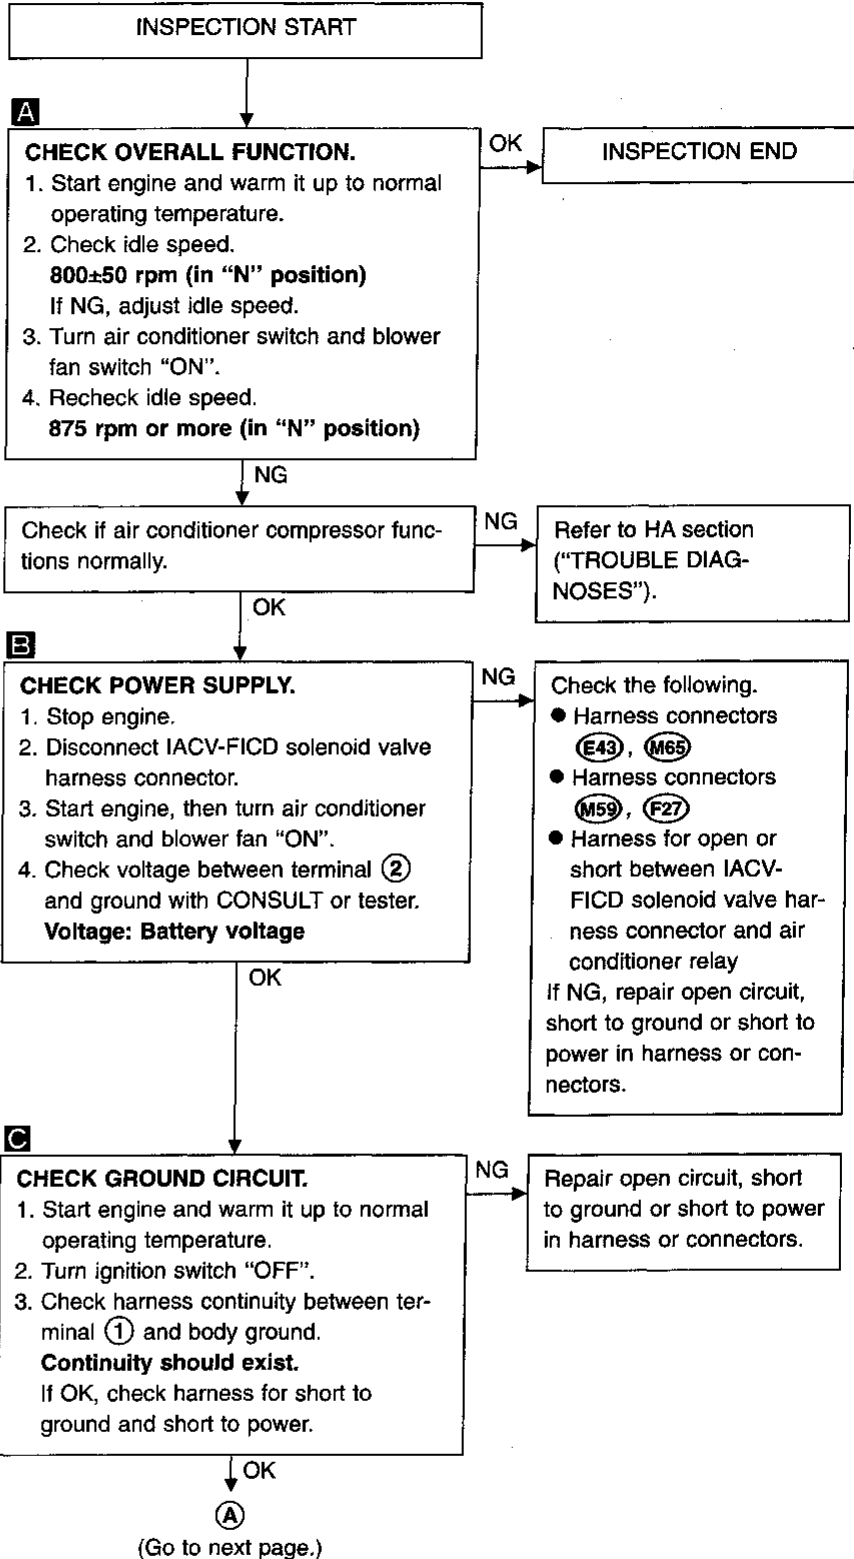 INSPECTION START
A
CHECK OVERALL FUNCTION.
1. Start engine and warm it up to normal
operating temperature.
2. Check idle speed.
800±50 rpm (in “N” position)
If NG, adjust idle speed.
3. Turn air conditioner switch and blower
fan switch “ON”.
4. Recheck idle speed.
875 rpm or more (in “N” position)
OK
INSPECTION END
NG
Check if air conditioner compressor func-
tions normally.
NG
Refer to HA section
(“TROUBLE DIAG-
NOSES”).
OK
B
CHECK POWER SUPPLY.
1. Stop engine.
2. Disconnect IACV-FICD solenoid valve
harness connector.
3. Start engine, then turn air conditioner
switch and blower fan “ON”.
4. Check voltage between terminal ②
and ground with CONSULT or tester.
Voltage: Battery voltage
NG
Check the following.
● Harness connectors
E43, M65
● Harness connectors
M59, F27
● Harness for open or
short between IACV-
FICD solenoid valve har-
ness connector and air
conditioner relay
If NG, repair open circuit,
short to ground or short to
power in harness or con-
nectors.
OK
C
CHECK GROUND CIRCUIT.
1. Start engine and warm it up to normal
operating temperature.
2. Turn ignition switch “OFF”.
3. Check harness continuity between ter-
minal ① and body ground.
Continuity should exist.
If OK, check harness for short to
ground and short to power.
NG
Repair open circuit, short
to ground or short to power
in harness or connectors.
OK
Ⓐ
(Go to next page.)